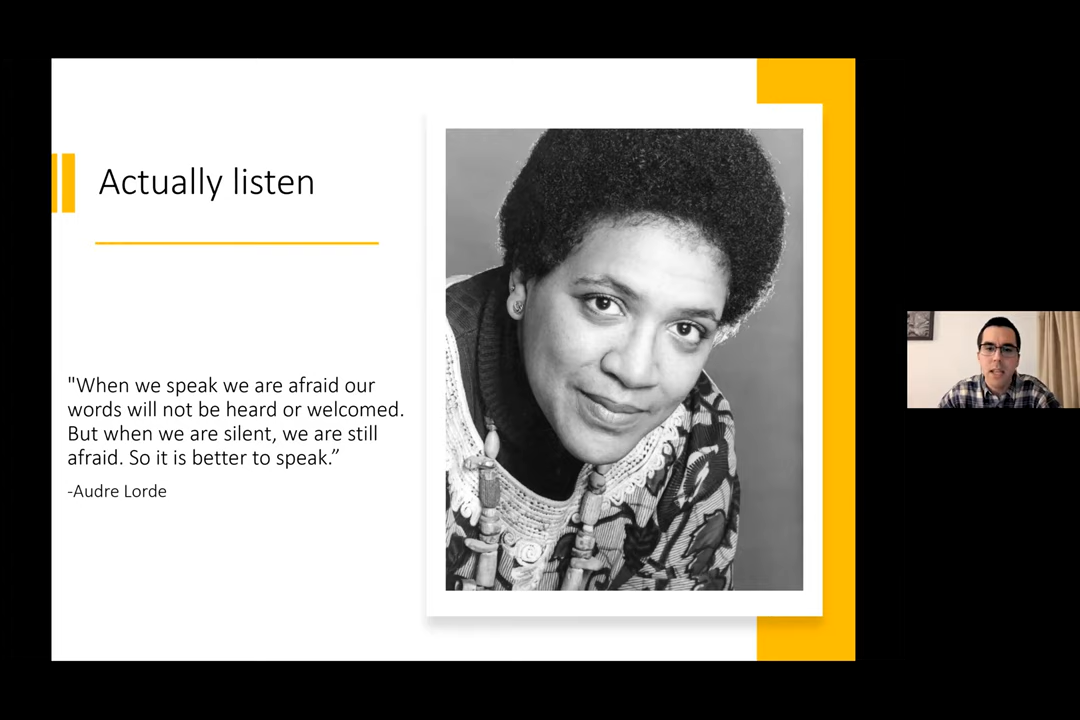 Actually listen
"When we speak we are afraid our
words will not be heard or welcomed.
But when we are silent, we are still
afraid. So it is better to speak.”
-Audre Lorde